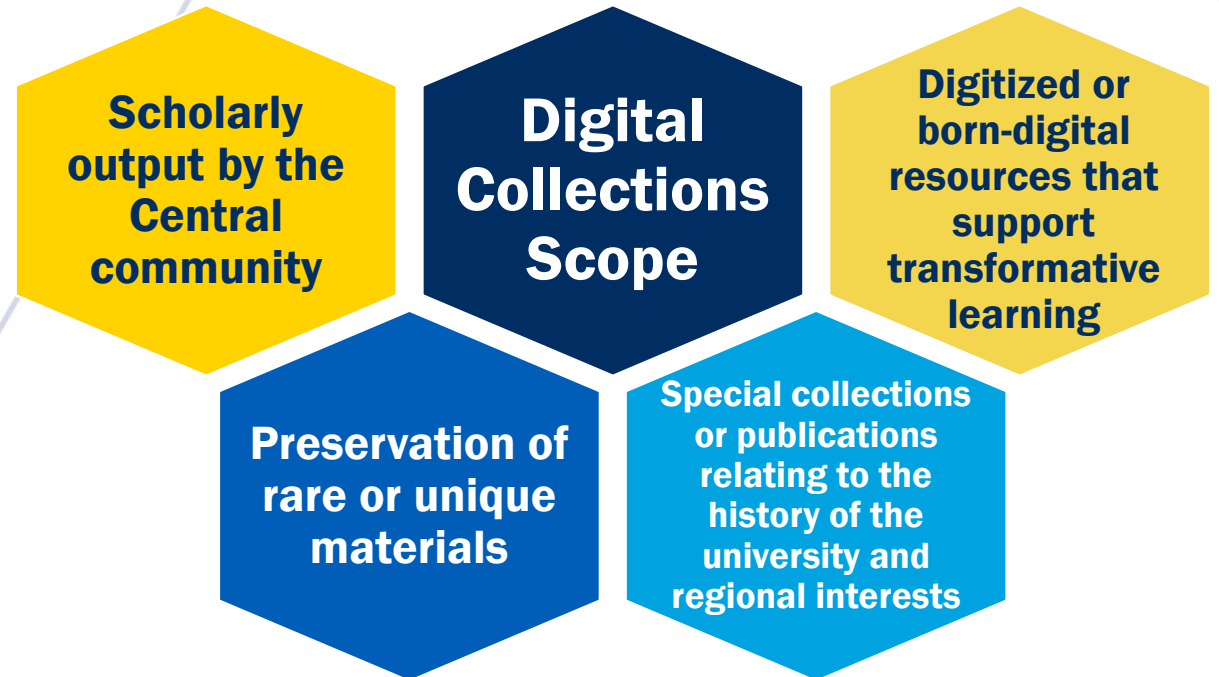 Scholarly
output by the
Central
community
Digital
Collections
Scope
Digitized or
born-digital
resources that
support
transformative
learning
Preservation of
rare or unique
materials
Special collections
or publications
relating to the
history of the
university and
regional interests